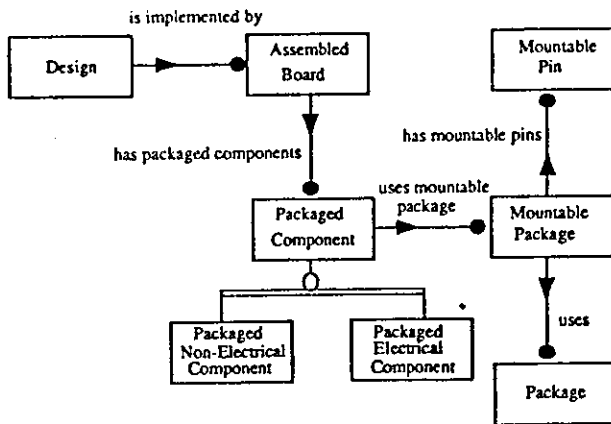 is implemented by
Design
Assembled
Board
Mountable
Pin
has packaged components
has mountable pins
uses mountable
package
Packaged
Component
Mountable
Package
uses
Packaged
Non-Electrical
Component
Packaged
Electrical
Component
Package